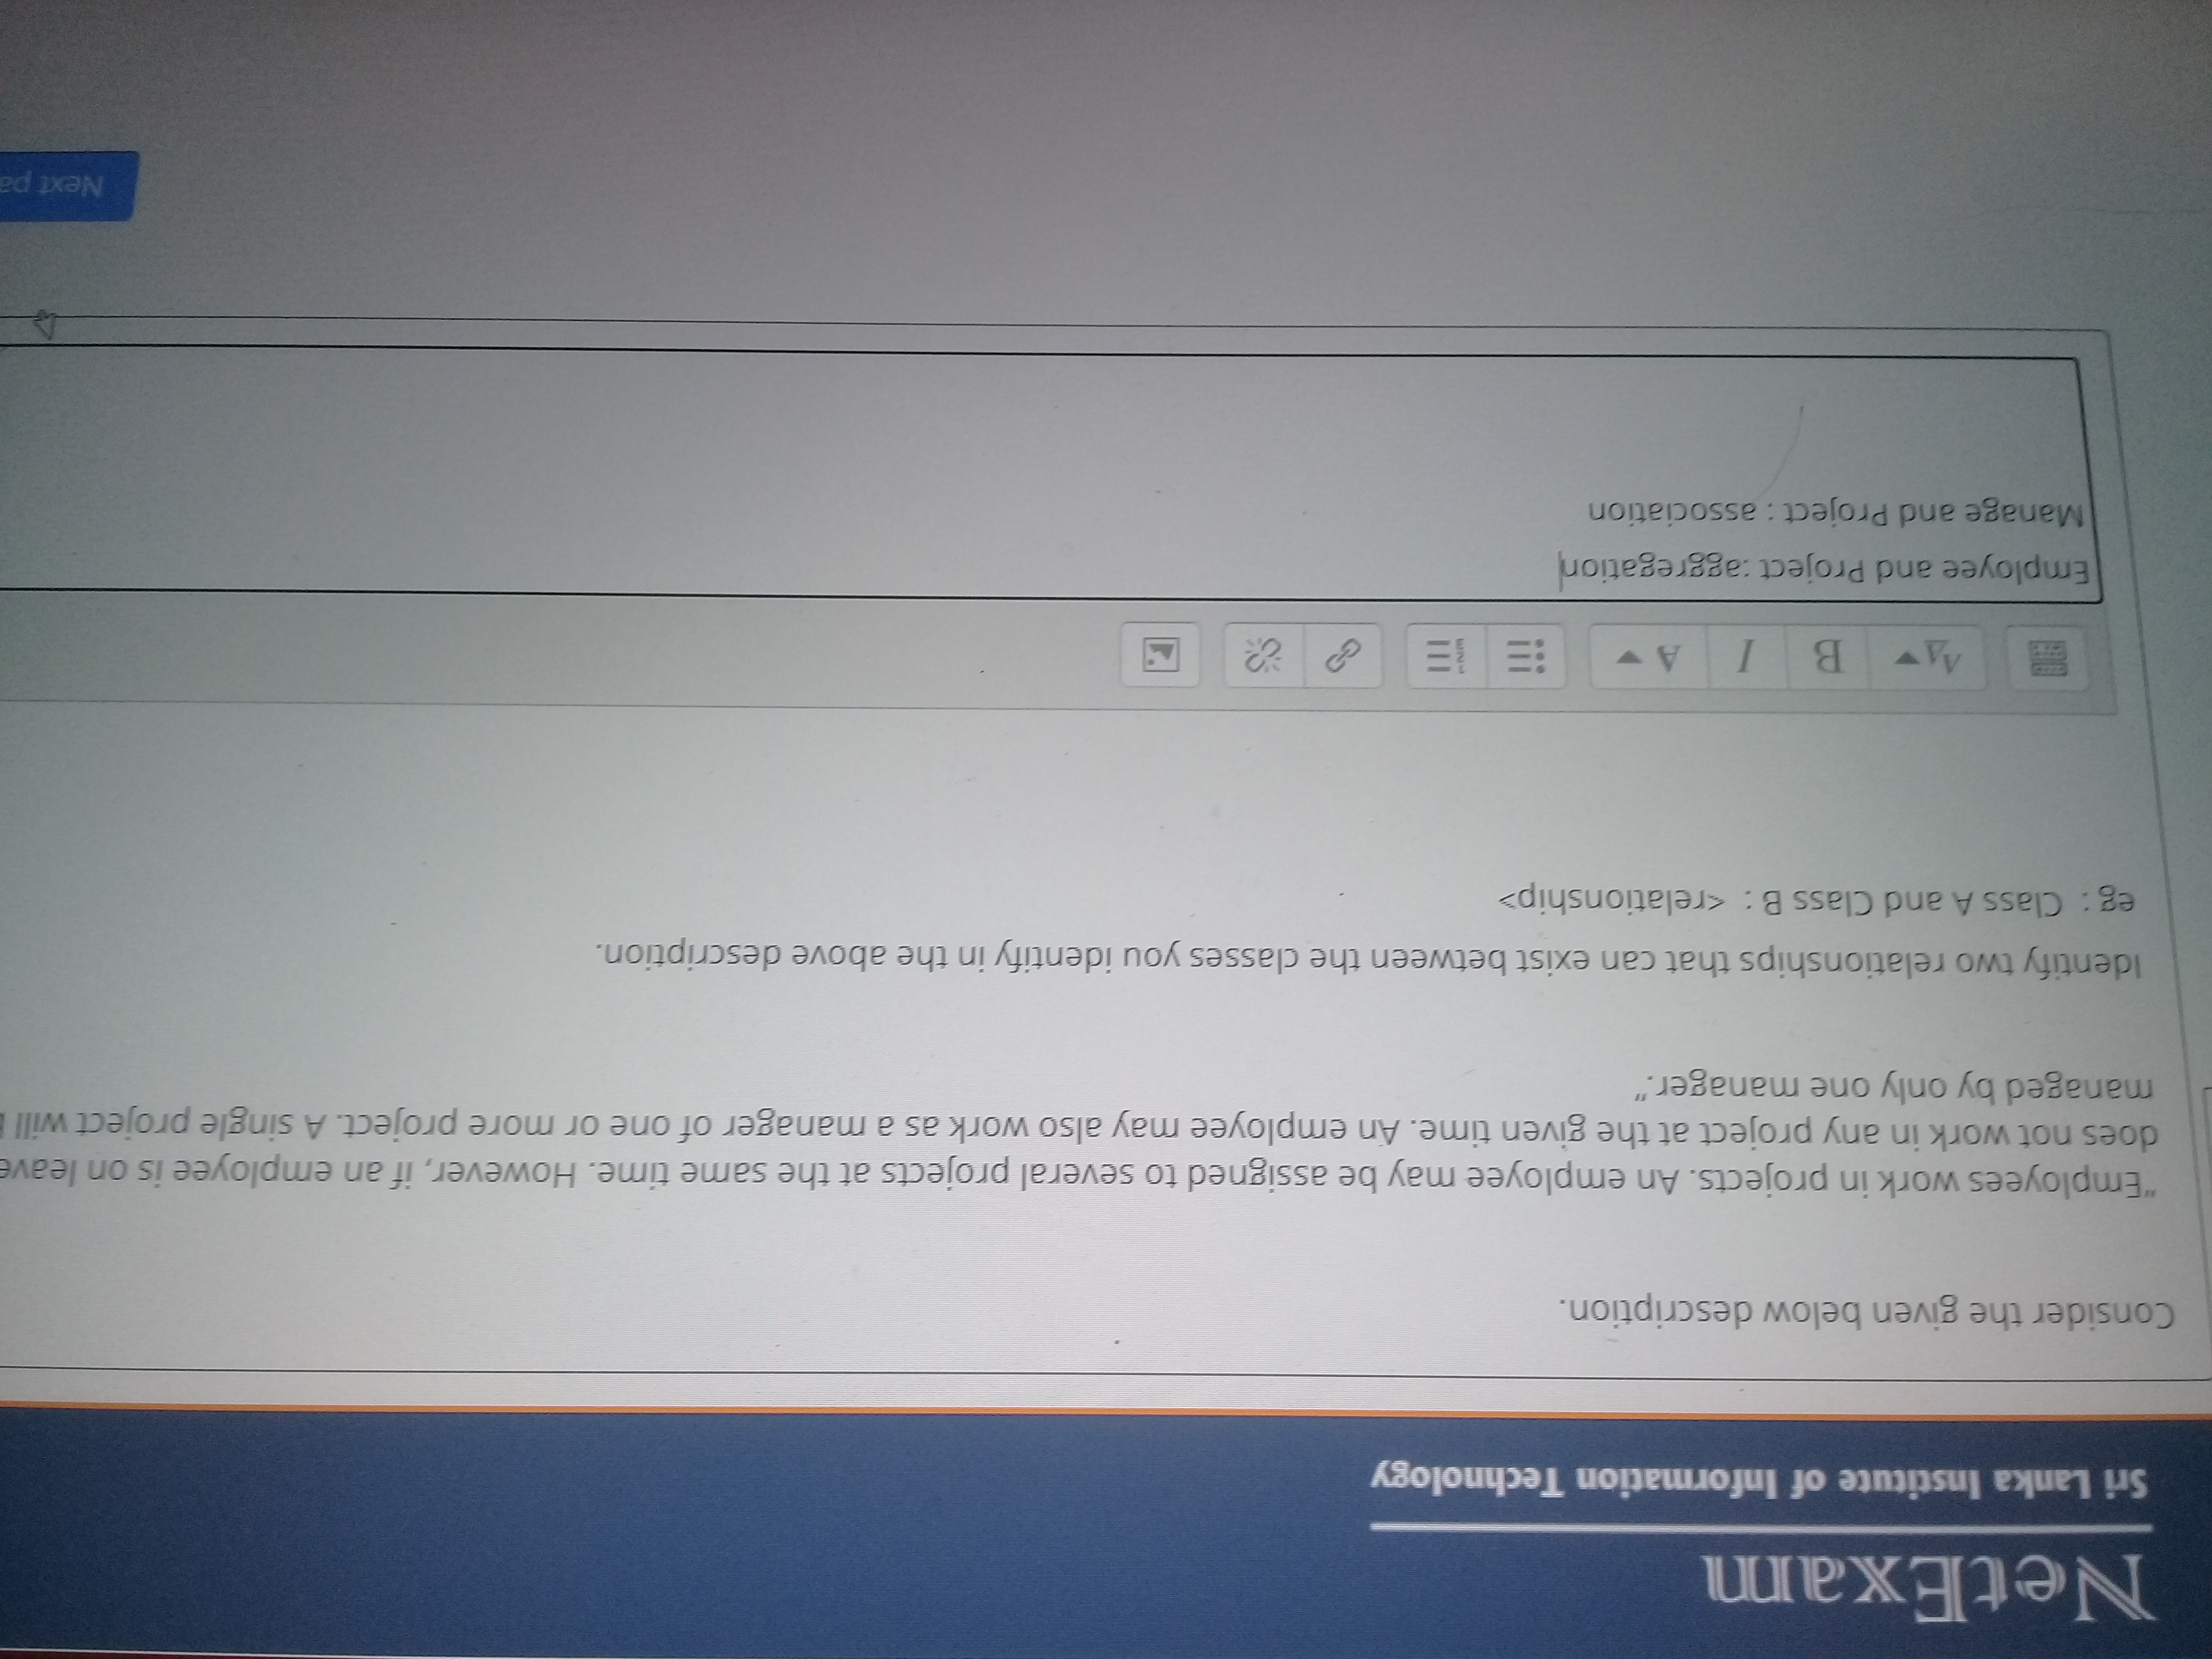 NetExam
Sri Lanka Institute of Information Technology
Consider the given below description.
“Employees work in projects. An employee may be assigned to several projects at the same time. However, if an employee is on leave
does not work in any project at the given time. An employee may also work as a manager of one or more project. A single project will
managed by only one manager.”
Identify two relationships that can exist between the classes you identify in the above description.
eg : Class A and Class B : <relationship>
B I A
Employee and Project :aggregation
Manage and Project : association
Next